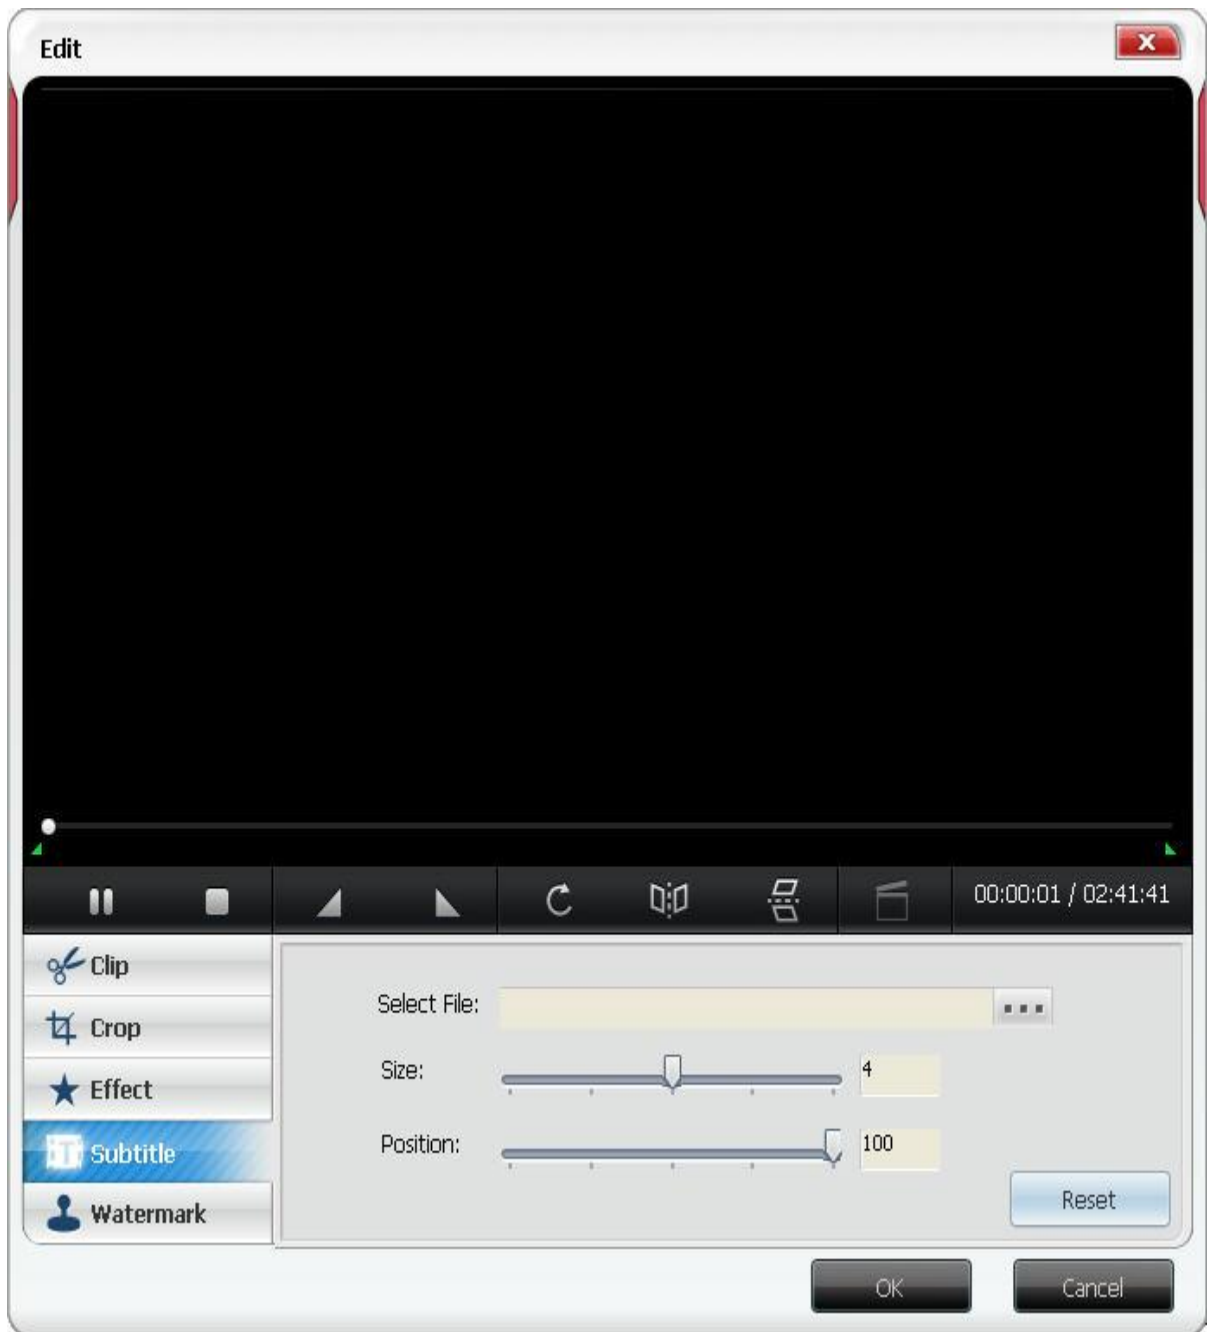 Edit
00:00:01 / 02:41:41
Clip
Crop
Effect
Subtitle
Watermark
Select File:
Size:
4
Position:
100
Reset
OK
Cancel